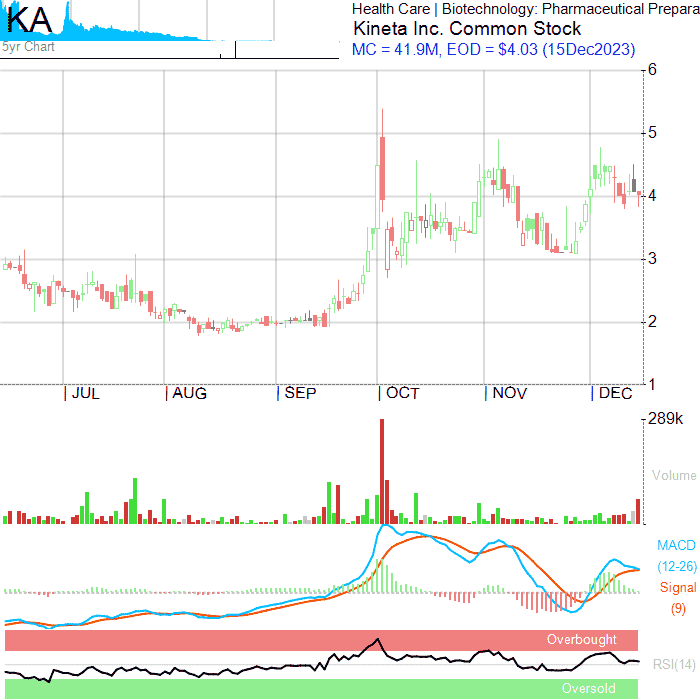 KA
5yr Chart
Health Care | Biotechnology: Pharmaceutical Prepara
Kineta Inc. Common Stock
MC = 41.9M, EOD = $4.03 (15Dec2023)
6
5
4
3
2
1
JUL AUG SEP OCT NOV DEC
289k
Volume
MACD
(12-26)
Signal
(9)
Overbought
RSI(14)
Oversold